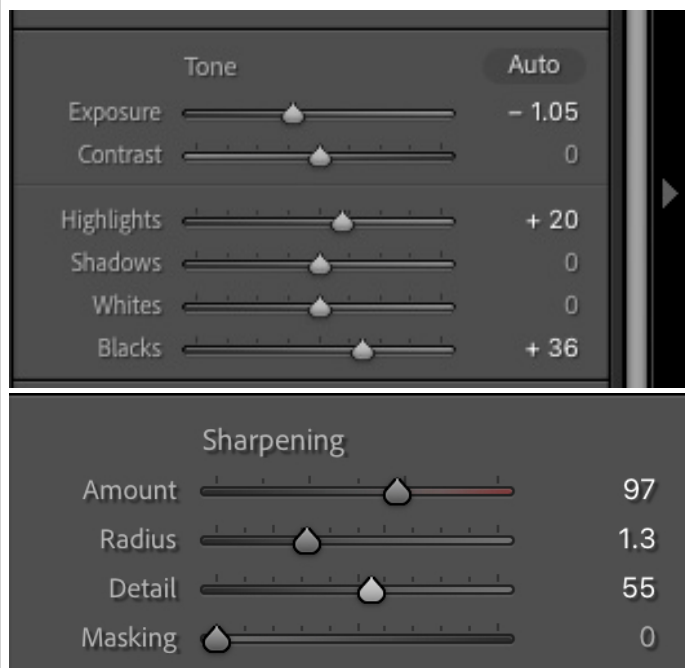 Tone Auto
Exposure – 1.05
Contrast 0
Highlights + 20
Shadows 0
Whites 0
Blacks + 36
Sharpening
Amount 97
Radius 1.3
Detail 55
Masking 0